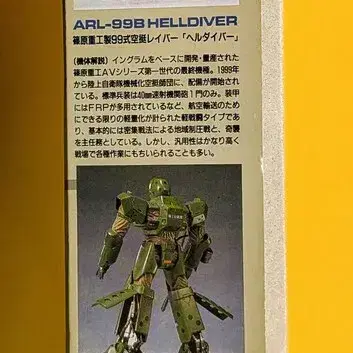 ARL-99B HELLDIVER
篠原重工製99式空挺レイバー「ヘルダイバー」
〔機体解説〕イングラムをベースに開発・量産された
篠原重工AVシリーズ第一世代の最終機種。1999年
から陸上自衛隊機械化空挺師団に、配備が開始され
ている。標準兵装は40㎜速射機関砲1門のみ。装甲
にはFRPが多用されているなど、航空輸送のため
にできる限りの軽量化が計られた軽戦闘タイプであ
り、基本的には密集戦法による地域制圧戦と、奇襲
を主任務としている。しかし、汎用性はかなり高く
戦場で各種作業にもちいられることも多い。